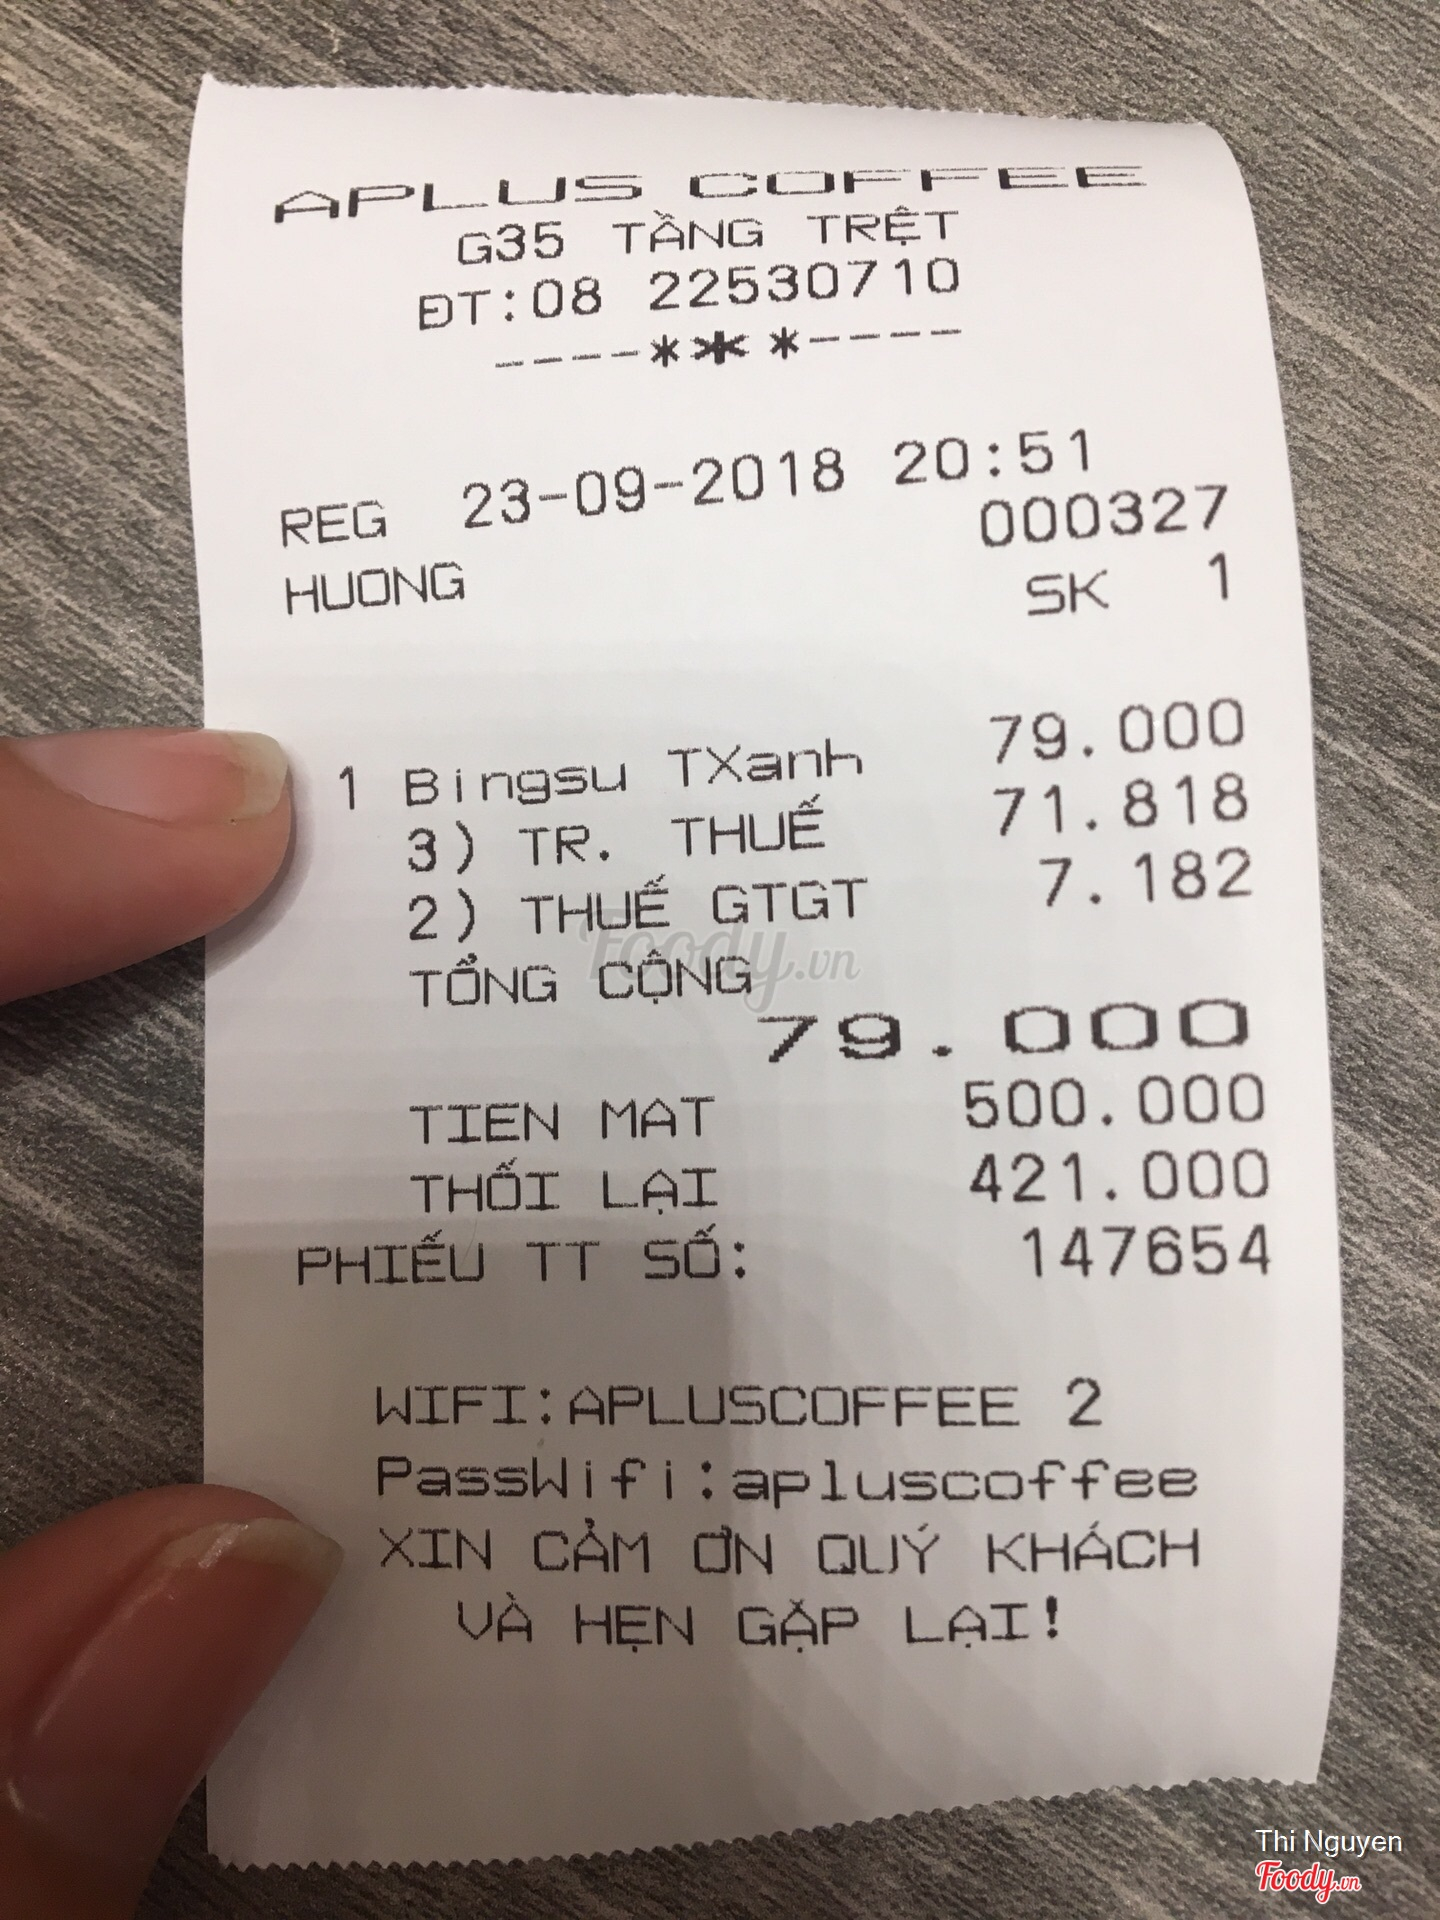 APLUS COFFEE
G35 TẦNG TRỆT
ĐT:08 22530710
----***----
REG 23-09-2018 20:51
000327
HUONG SK 1
1 Bingsu TXanh 79.000
3) TR. THUẾ 71.818
2) THUẾ GTGT 7.182
TỔNG CỘNG
79.000
TIEN MAT 500.000
THỐI LẠI 421.000
PHIẾU TT SỐ: 147654
WIFI:APLUSCOFFEE 2
PassWifi:apluscoffee
XIN CẢM ƠN QUÝ KHÁCH
VÀ HẸN GẶP LẠI!
Foody.vn
Thi Nguyen
Foody.vn